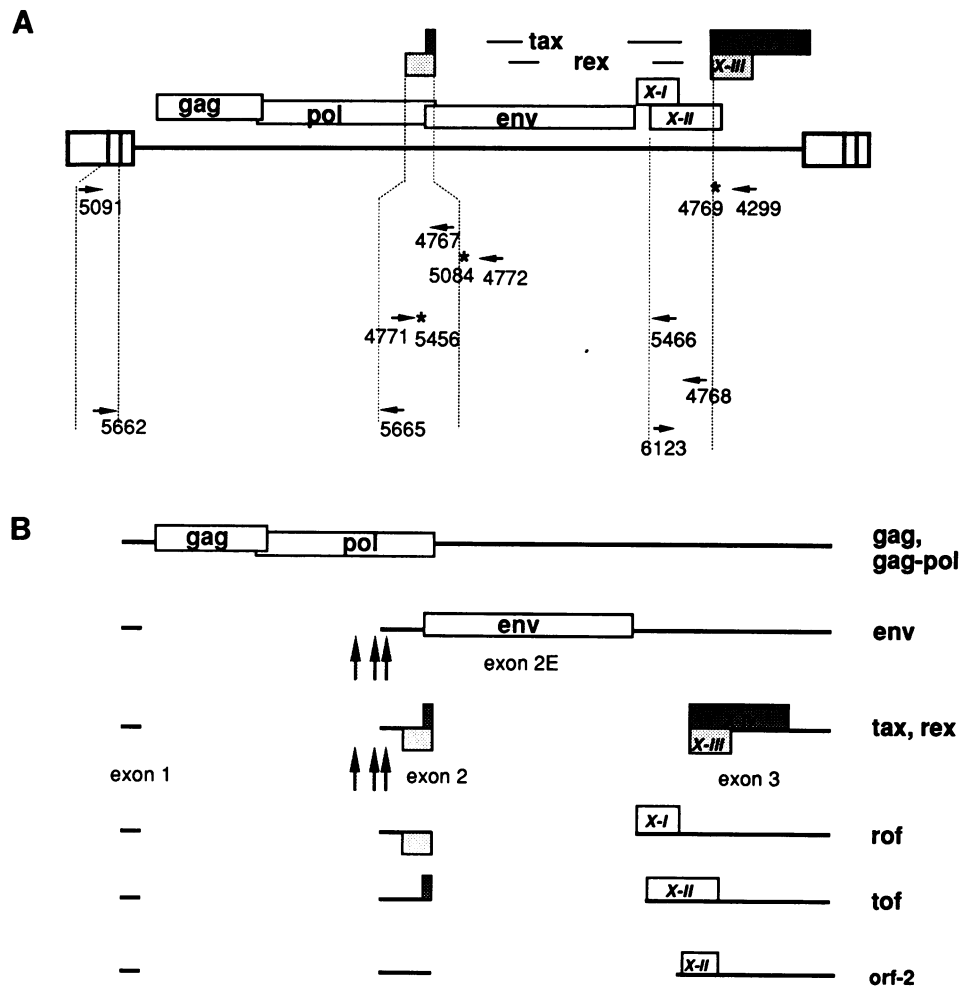 A
tax
rex
X-III
gag
pol
env
X-I
X-II
5091
* 4769 4299
4767
* 5084 4772
4771 * 5456
5466
4768
5662
5665
6123
B
gag pol
gag,
gag-pol
env
env
exon 2E
X-III
tax, rex
exon 1 exon 2 exon 3
X-I
rof
X-II
tof
X-II
orf-2